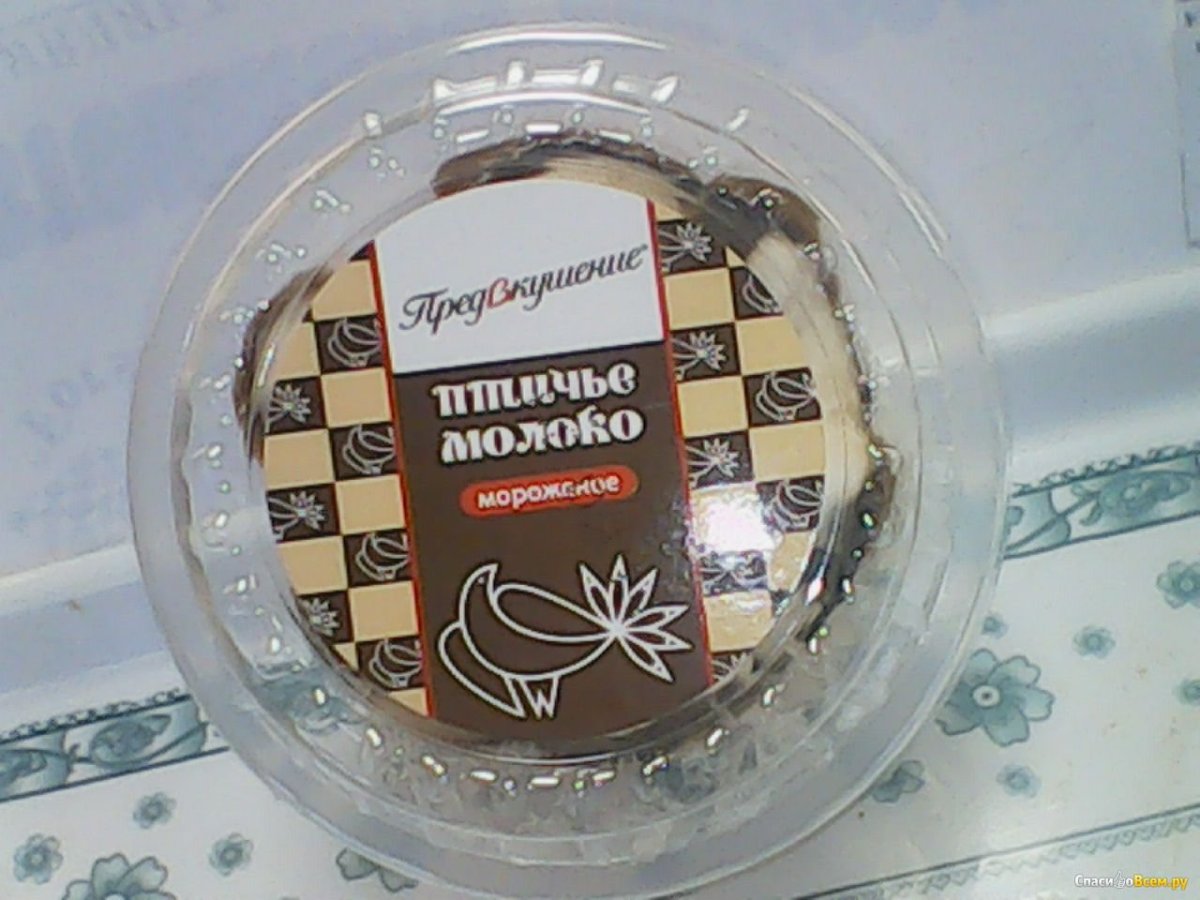 ПредВкушение
птичье
молоко
мороженое
СпасибоВсем.ру